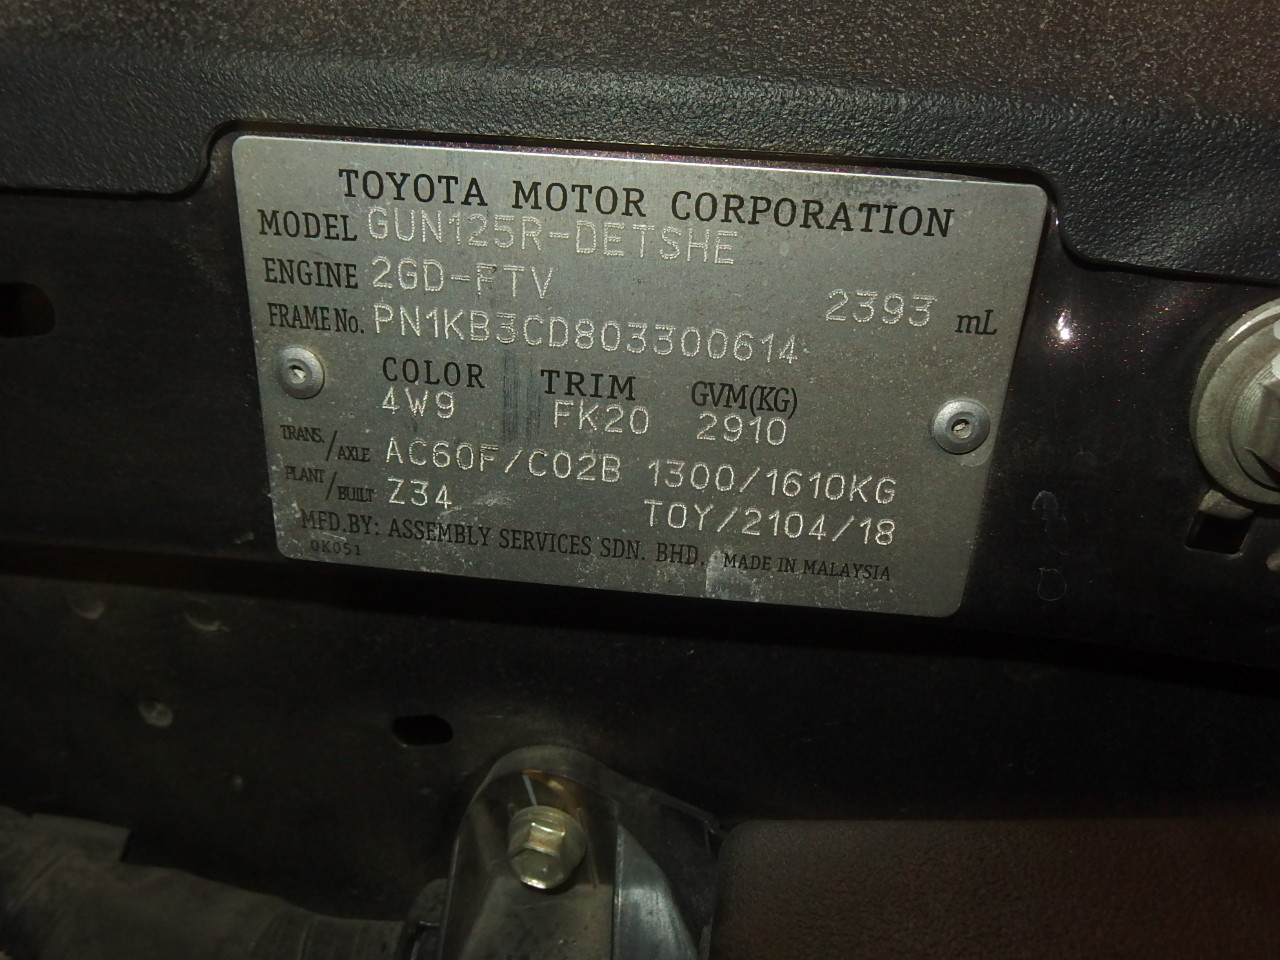 TOYOTA MOTOR CORPORATION
MODEL GUN125R-DETSHE
ENGINE 2GD-FTV 2393 mL
FRAME No. PN1KB3CD803300614
COLOR TRIM GVM(KG)
4W9 FK20 2910
TRANS./AXLE AC60F/C02B 1300/1610KG
PLANT/BUILT Z34 TOY/2104/18
MFD.BY: ASSEMBLY SERVICES SDN. BHD. MADE IN MALAYSIA
0K051